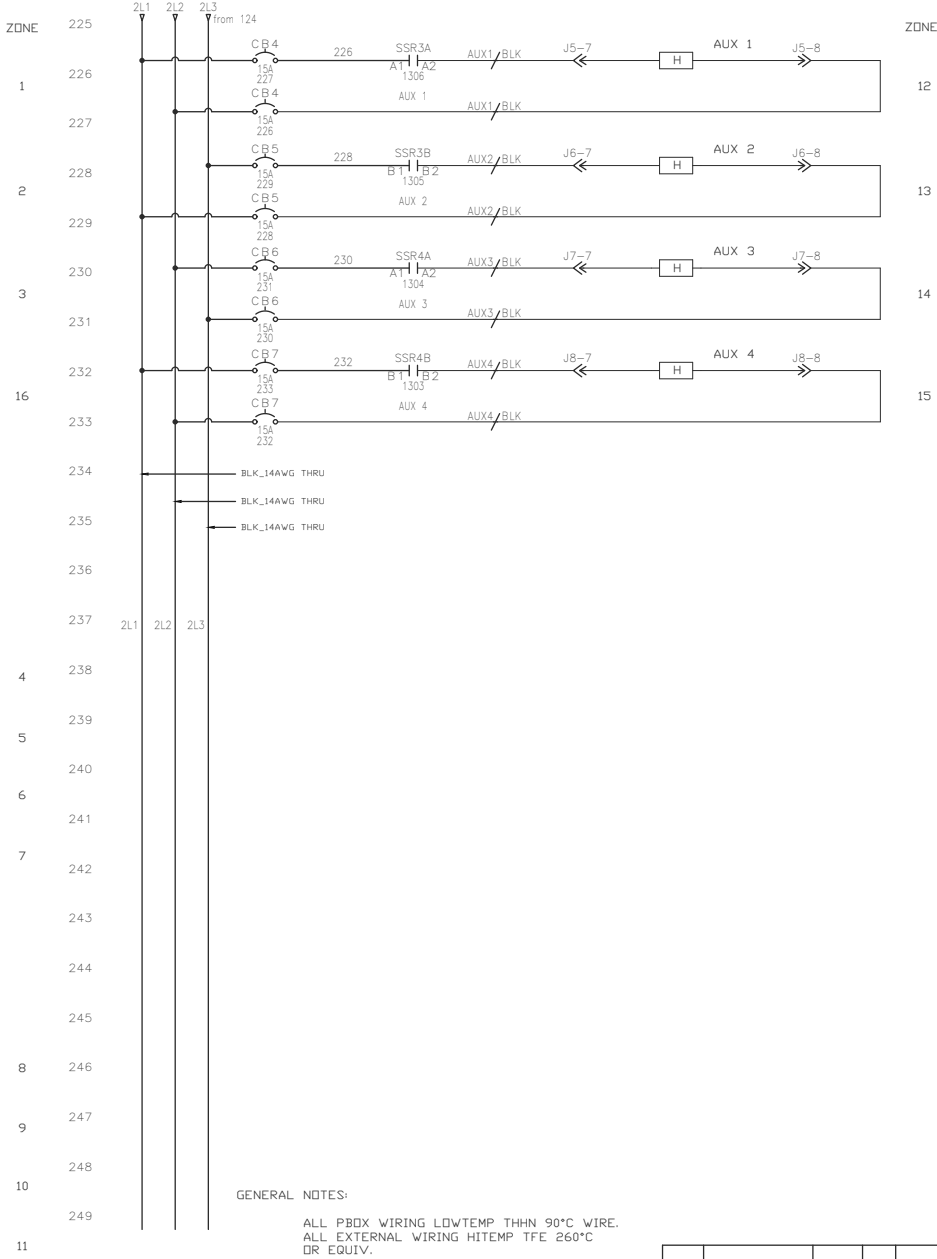 2L1 2L2 2L3
ZONE 225 from 124 ZONE
CB4 226 SSR3A AUX1/BLK J5-7 AUX 1 J5-8
226 15A A1 A2 H
1 227 1306 12
CB4 AUX 1 AUX1/BLK
227 15A
226
CB5 228 SSR3B AUX2/BLK J6-7 AUX 2 J6-8
228 15A B1 B2 H
2 229 1305 13
CB5 AUX 2 AUX2/BLK
229 15A
228
CB6 230 SSR4A AUX3/BLK J7-7 AUX 3 J7-8
230 15A A1 A2 H
3 231 1304 14
CB6 AUX 3 AUX3/BLK
231 15A
230
CB7 232 SSR4B AUX4/BLK J8-7 AUX 4 J8-8
232 15A B1 B2 H
16 233 1303 15
CB7 AUX 4 AUX4/BLK
233 15A
232
234 BLK_14AWG THRU
BLK_14AWG THRU
235 BLK_14AWG THRU
236
237 2L1 2L2 2L3
4 238
5 239
240
6
241
7
242
243
244
245
8 246
9 247
248
10 GENERAL NOTES:
249 ALL PBOX WIRING LOWTEMP THHN 90°C WIRE.
11 ALL EXTERNAL WIRING HITEMP TFE 260°C
OR EQUIV.